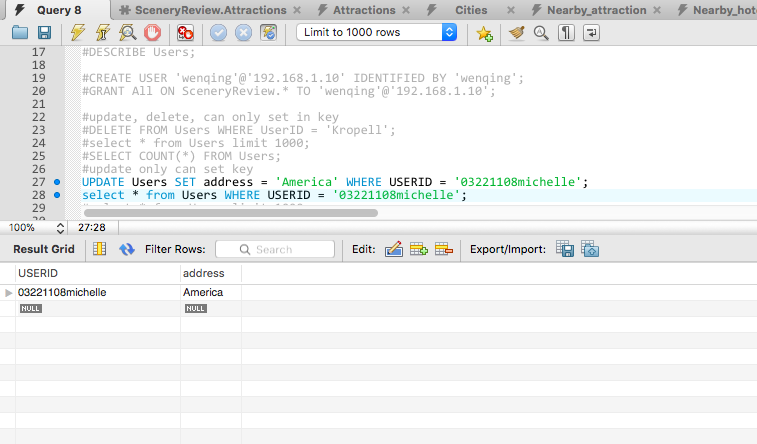 Query 8 SceneryReview.Attractions Attractions Cities Nearby_attraction Nearby_hot
Limit to 1000 rows
17 #DESCRIBE Users;
18
19 #CREATE USER 'wenqing'@'192.168.1.10' IDENTIFIED BY 'wenqing';
20 #GRANT All ON SceneryReview.* TO 'wenqing'@'192.168.1.10';
21
22 #update, delete, can only set in key
23 #DELETE FROM Users WHERE UserID = 'Kropell';
24 #select * from Users limit 1000;
25 #SELECT COUNT(*) FROM Users;
26 #update only can set key
27 UPDATE Users SET address = 'America' WHERE USERID = '03221108michelle';
28 select * from Users WHERE USERID = '03221108michelle';
29
100% 27:28
Result Grid Filter Rows: Search Edit: Export/Import:
USERID address
03221108michelle America
NULL NULL